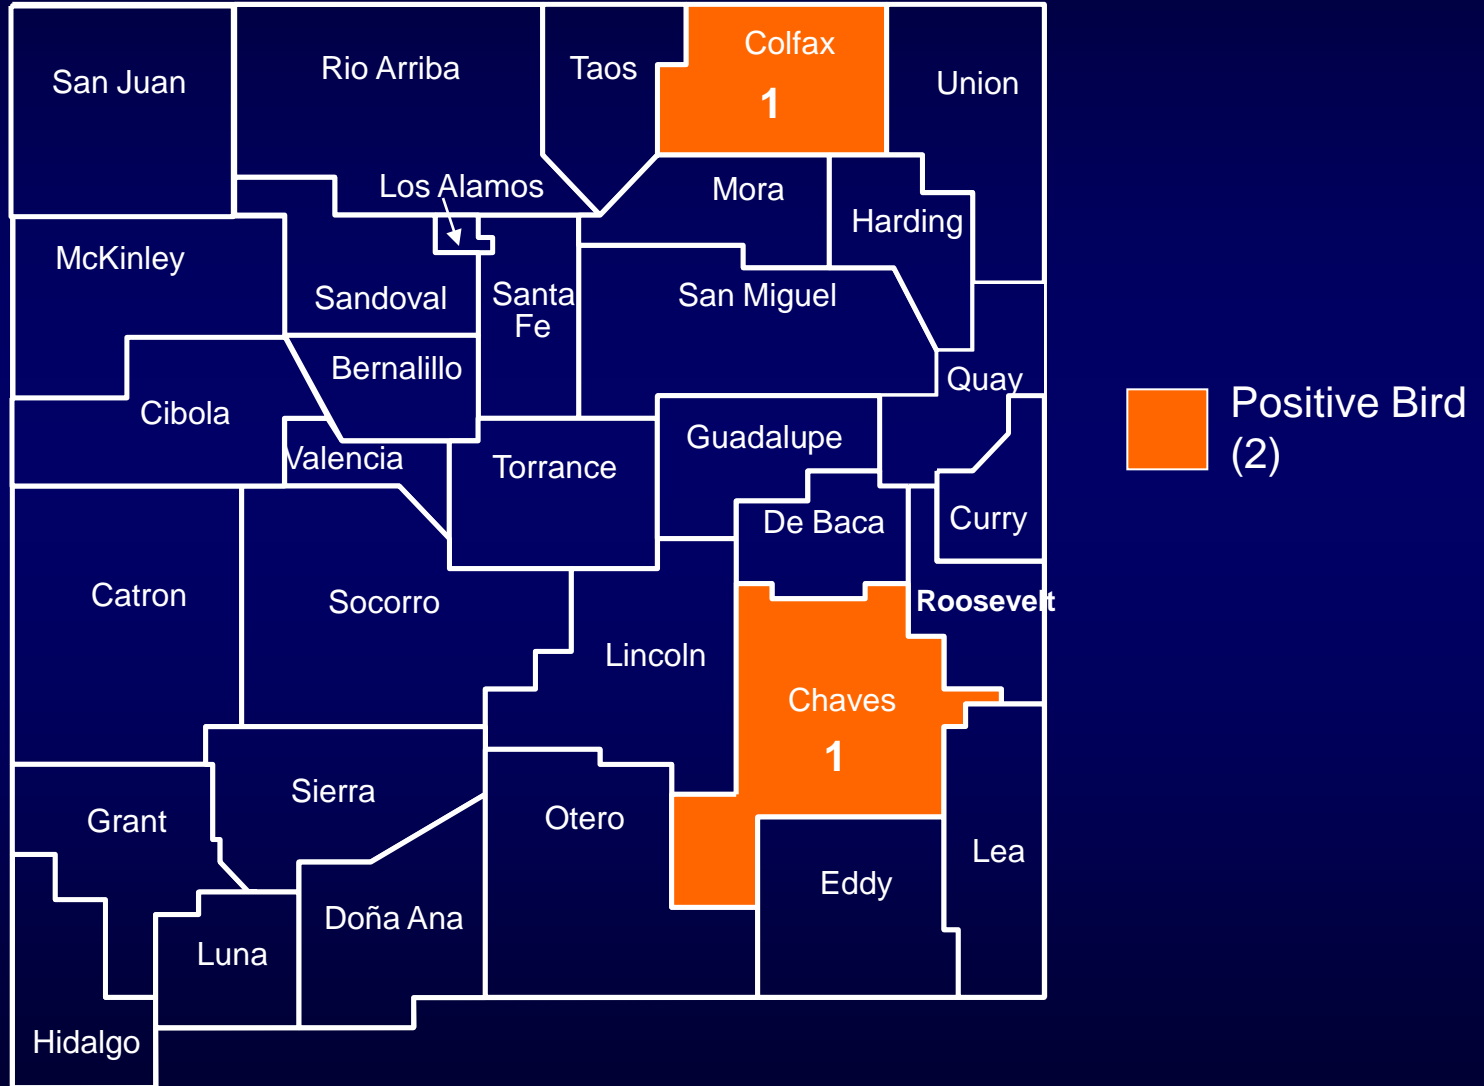 Colfax
1
San Juan
Rio Arriba
Taos
Union
Los Alamos
Mora
Harding
McKinley
Sandoval
Santa
Fe
San Miguel
Bernalillo
Quay
Cibola
Guadalupe
Valencia
Torrance
De Baca
Curry
Catron
Socorro
Roosevelt
Lincoln
Chaves
1
Sierra
Grant
Otero
Lea
Eddy
Doña Ana
Luna
Hidalgo
Positive Bird
(2)